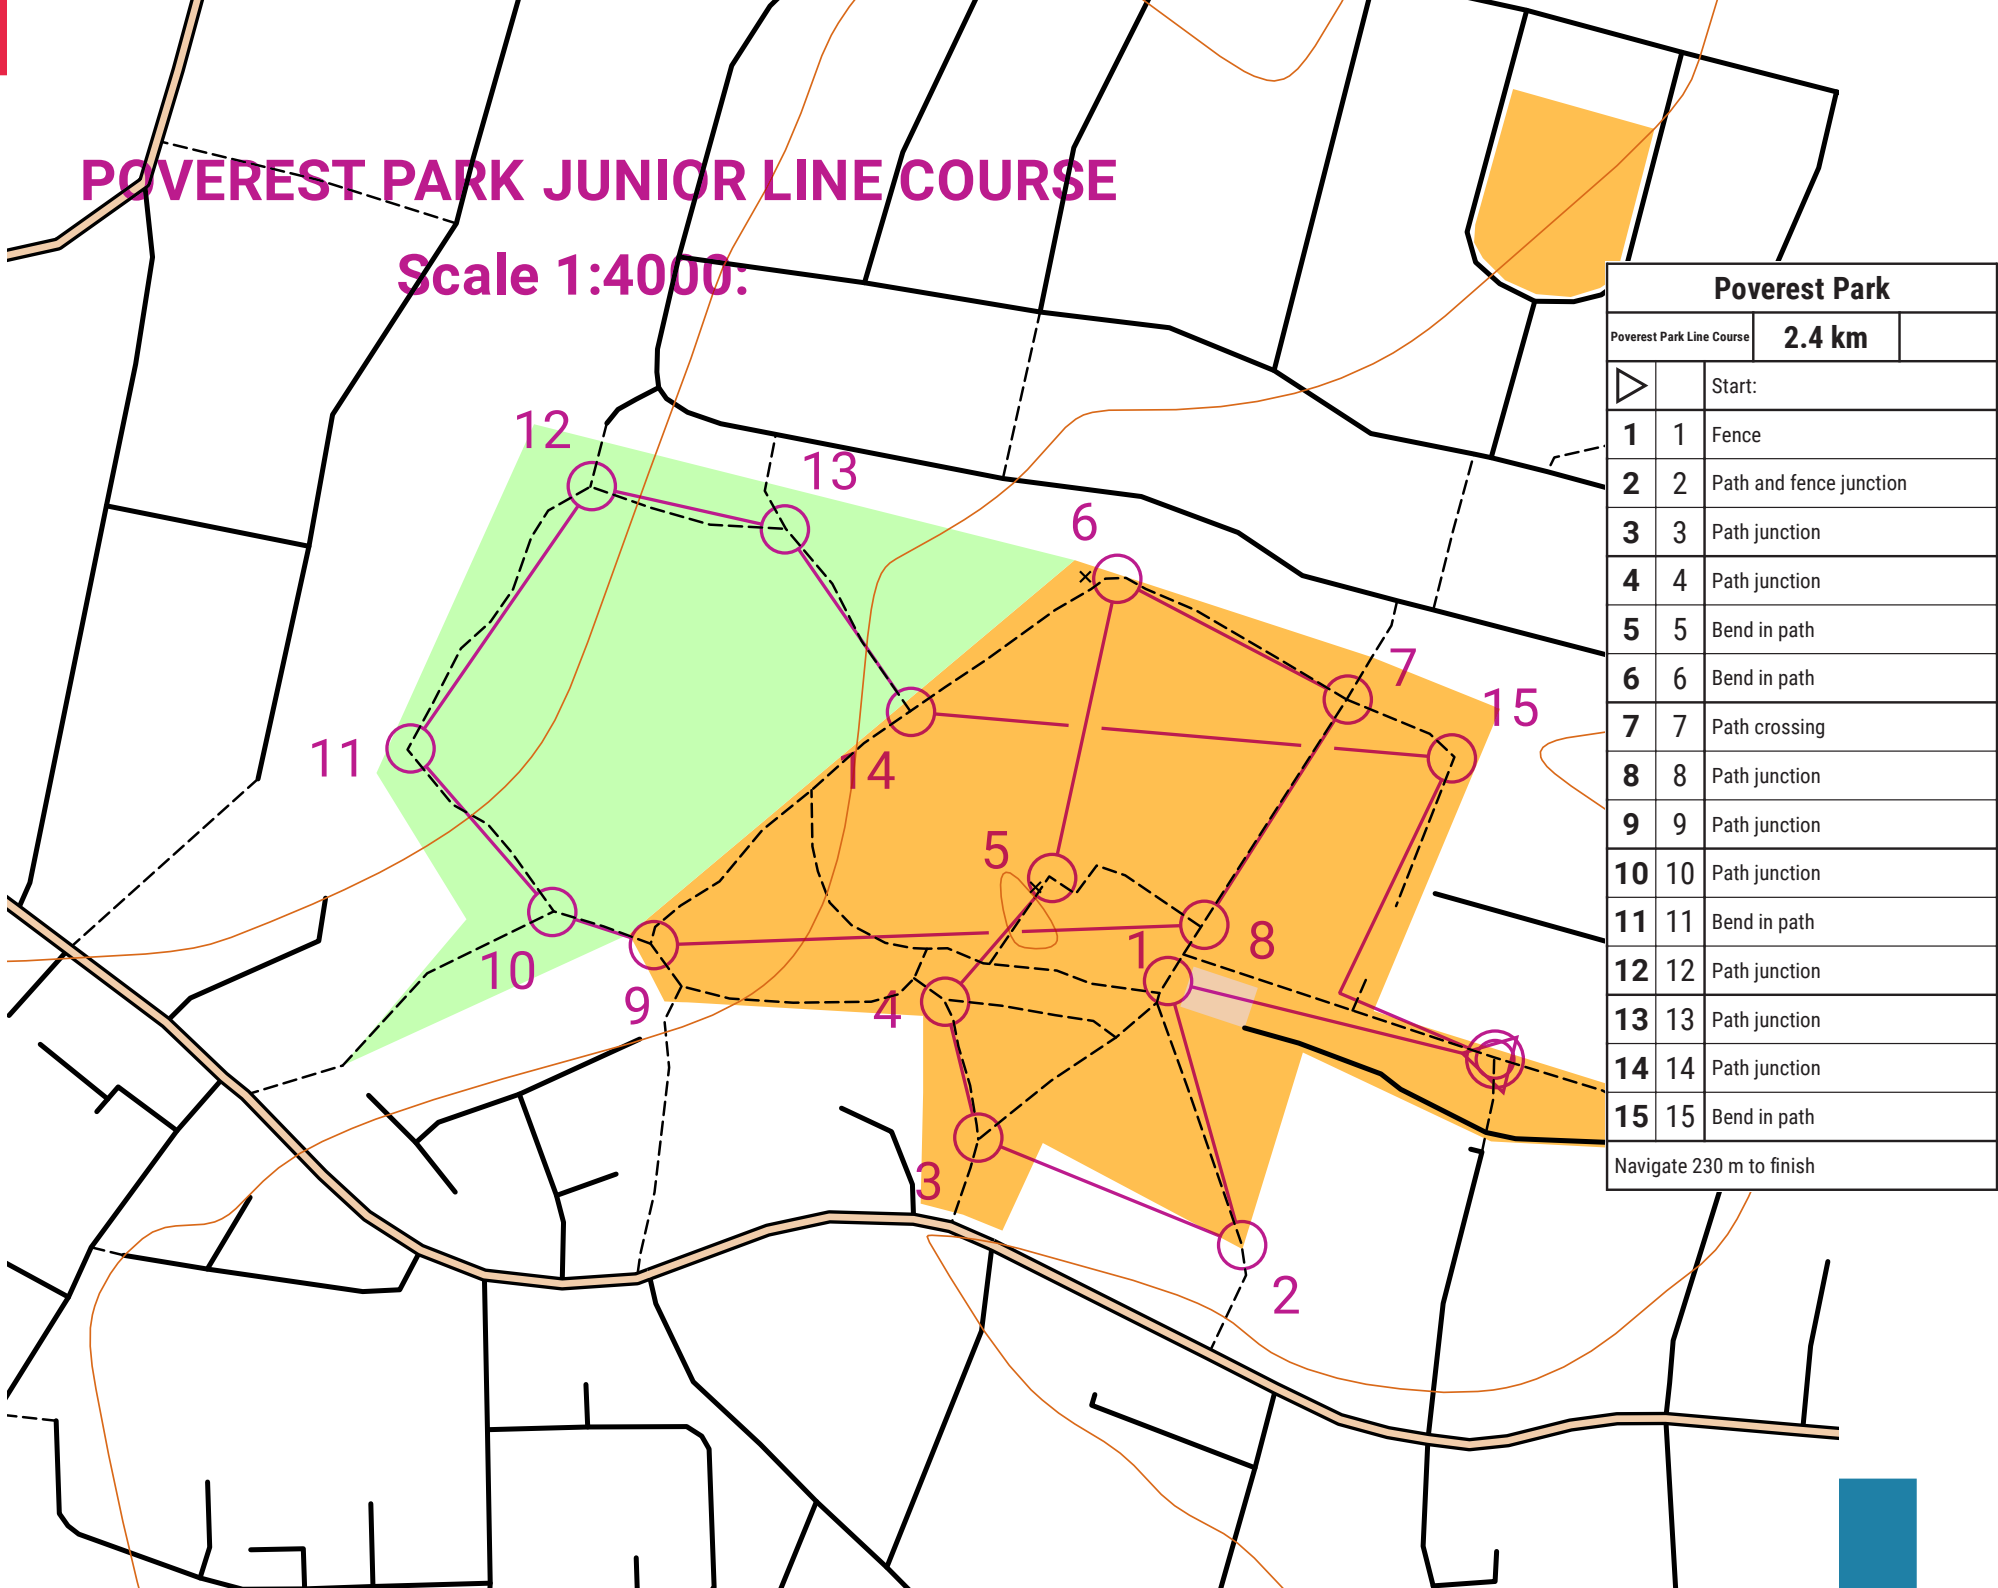 POVEREST PARK JUNIOR LINE COURSE
Scale 1:4000:
12
13
6
7
15
11
14
5
8
1
10
9
4
3
2
Poverest Park
Poverest Park Line Course 2.4 km
Start:
1 1 Fence
2 2 Path and fence junction
3 3 Path junction
4 4 Path junction
5 5 Bend in path
6 6 Bend in path
7 7 Path crossing
8 8 Path junction
9 9 Path junction
10 10 Path junction
11 11 Bend in path
12 12 Path junction
13 13 Path junction
14 14 Path junction
15 15 Bend in path
Navigate 230 m to finish